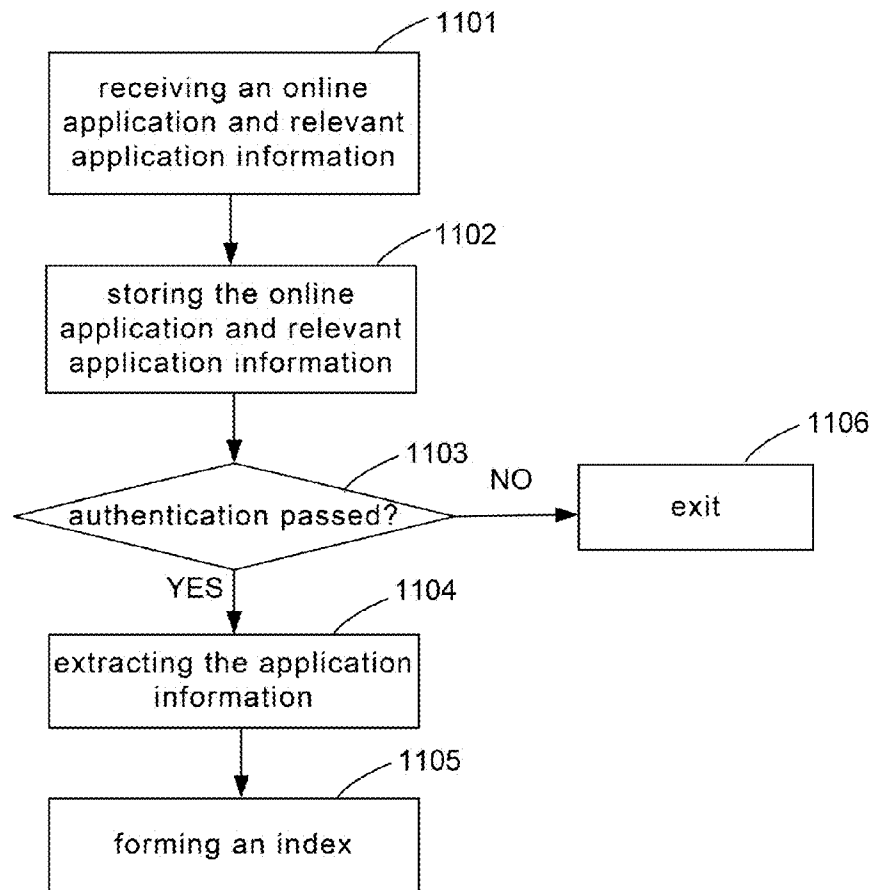 1101
receiving an online
application and relevant
application information
1102
storing the online
application and relevant
application information
1103
authentication passed?
NO
1106
exit
YES
1104
extracting the application
information
1105
forming an index